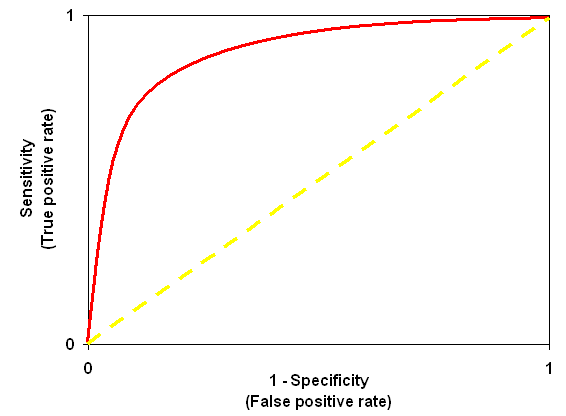 1
Sensitivity
(True positive rate)
0
0
1
1 - Specificity
(False positive rate)